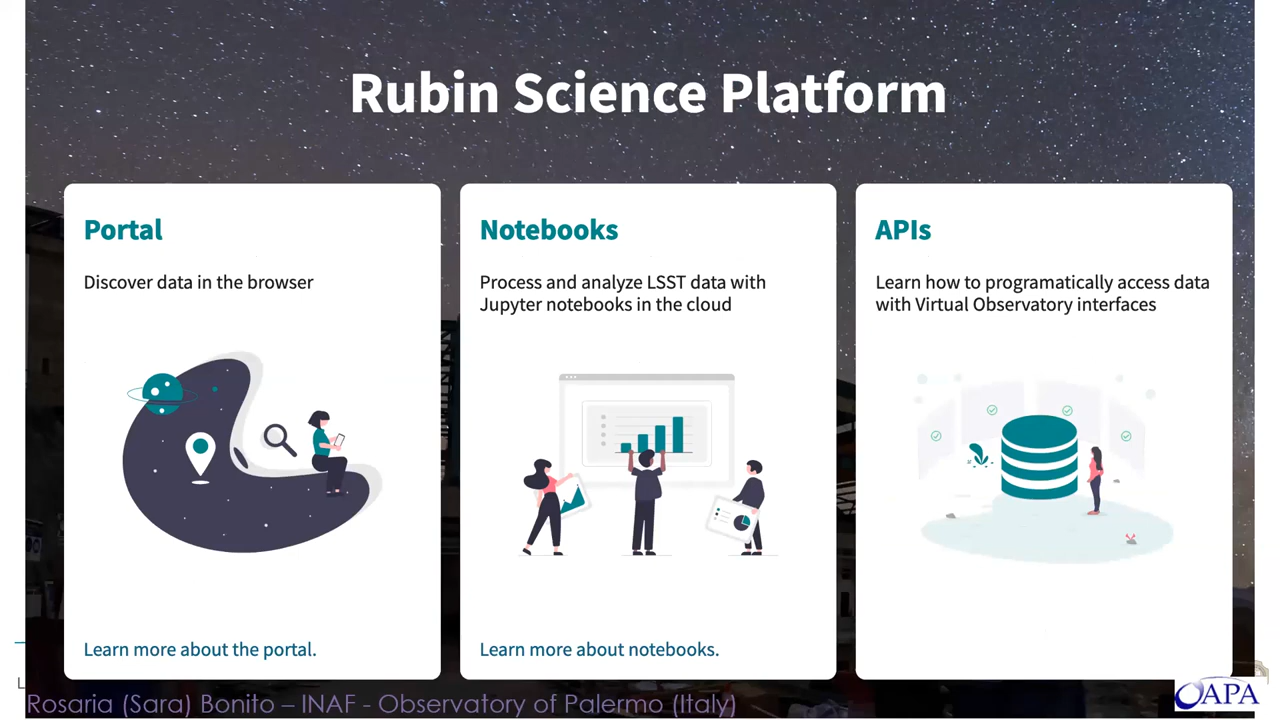 Rubin Science Platform
Portal
Discover data in the browser
Learn more about the portal.
Notebooks
Process and analyze LSST data with
Jupyter notebooks in the cloud
Learn more about notebooks.
APIs
Learn how to programatically access data
with Virtual Observatory interfaces
L
Rosaria (Sara) Bonito – INAF - Observatory of Palermo (Italy)
OAPA